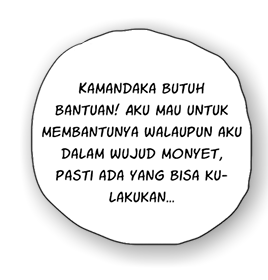 KAMANDAKA BUTUH
BANTUAN! AKU MAU UNTUK
MEMBANTUNYA WALAUPUN AKU
DALAM WUJUD MONYET,
PASTI ADA YANG BISA KU-
LAKUKAN...